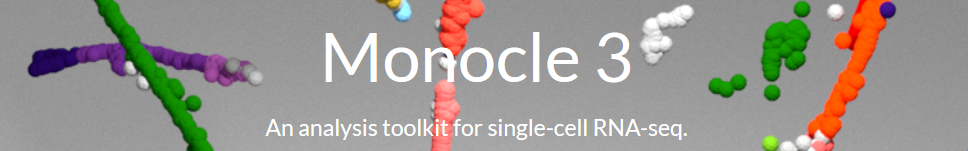 Monocle 3
An analysis toolkit for single-cell RNA-seq.